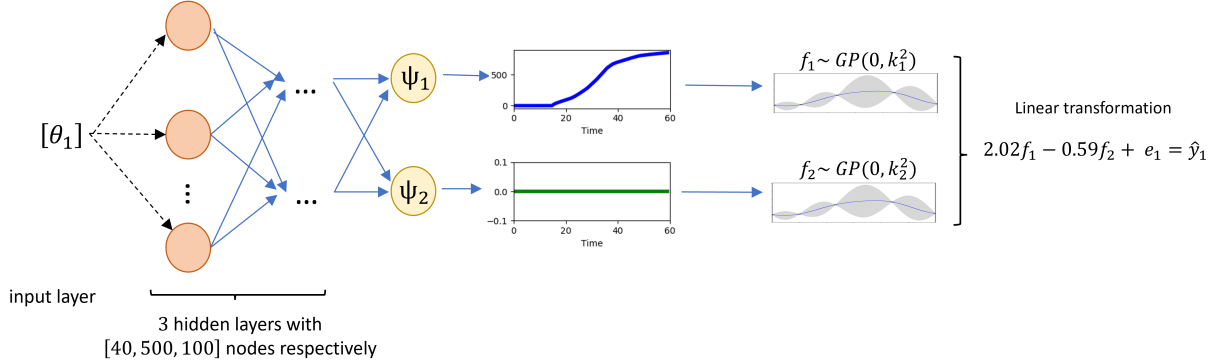 [θ₁]
input layer
...
...
...
3 hidden layers with
[40, 500, 100] nodes respectively
ψ₁
ψ₂
500
0
0 20 40 60
Time
0.1
0.0
−0.1
0 20 40 60
Time
f₁~ GP(0, k₁²)
f₂~ GP(0, k₂²)
Linear transformation
2.02f₁ − 0.59f₂ + e₁ = ŷ₁